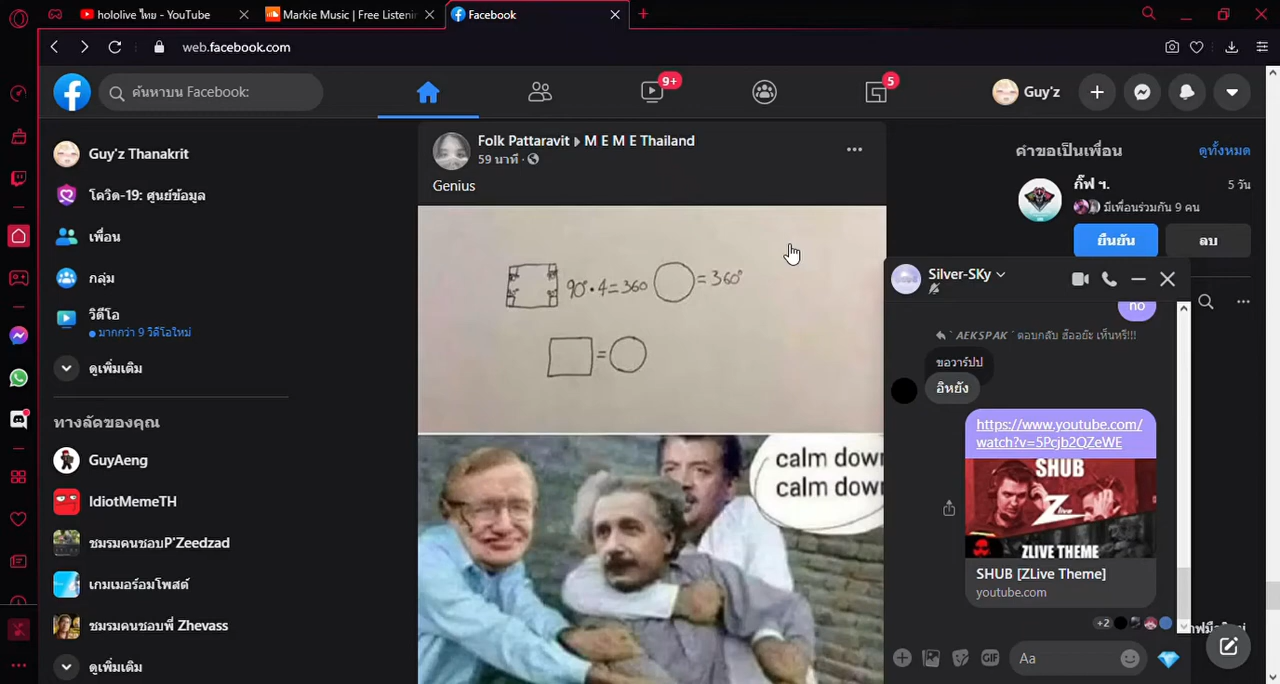 hololive ไทย - YouTube
Markie Music | Free Listenin
Facebook
web.facebook.com
ค้นหาบน Facebook:
9+
5
Guy'z
Guy'z Thanakrit
โควิด-19: ศูนย์ข้อมูล
เพื่อน
กลุ่ม
วิดีโอ
มากกว่า 9 วิดีโอใหม่
ดูเพิ่มเติม
ทางลัดของคุณ
GuyAeng
IdiotMemeTH
ชมรมคนชอบP'Zeedzad
เกมเมอร์อมโพสต์
ชมรมคนชอบพี่ Zhevass
ดูเพิ่มเติม
Folk Pattaravit ▸ M E M E Thailand
59 นาที ·
Genius
90°•4=360 = 360°
=
calm down
calm down
คำขอเป็นเพื่อน
ดูทั้งหมด
กิ๊ฟ ฯ.
5 วัน
มีเพื่อนร่วมกัน 9 คน
ยืนยัน
ลบ
Silver-SKy
no
AEKSPAK ตอบกลับ ฮ้ออย๊ะ เห็นหรี!!!
ขอวาร์ปป
อิหยัง
https://www.youtube.com/
watch?v=5Pcjb2QZeWE
SHUB
Zlive
ZLIVE THEME
SHUB [ZLive Theme]
youtube.com
+2
GIF
Aa